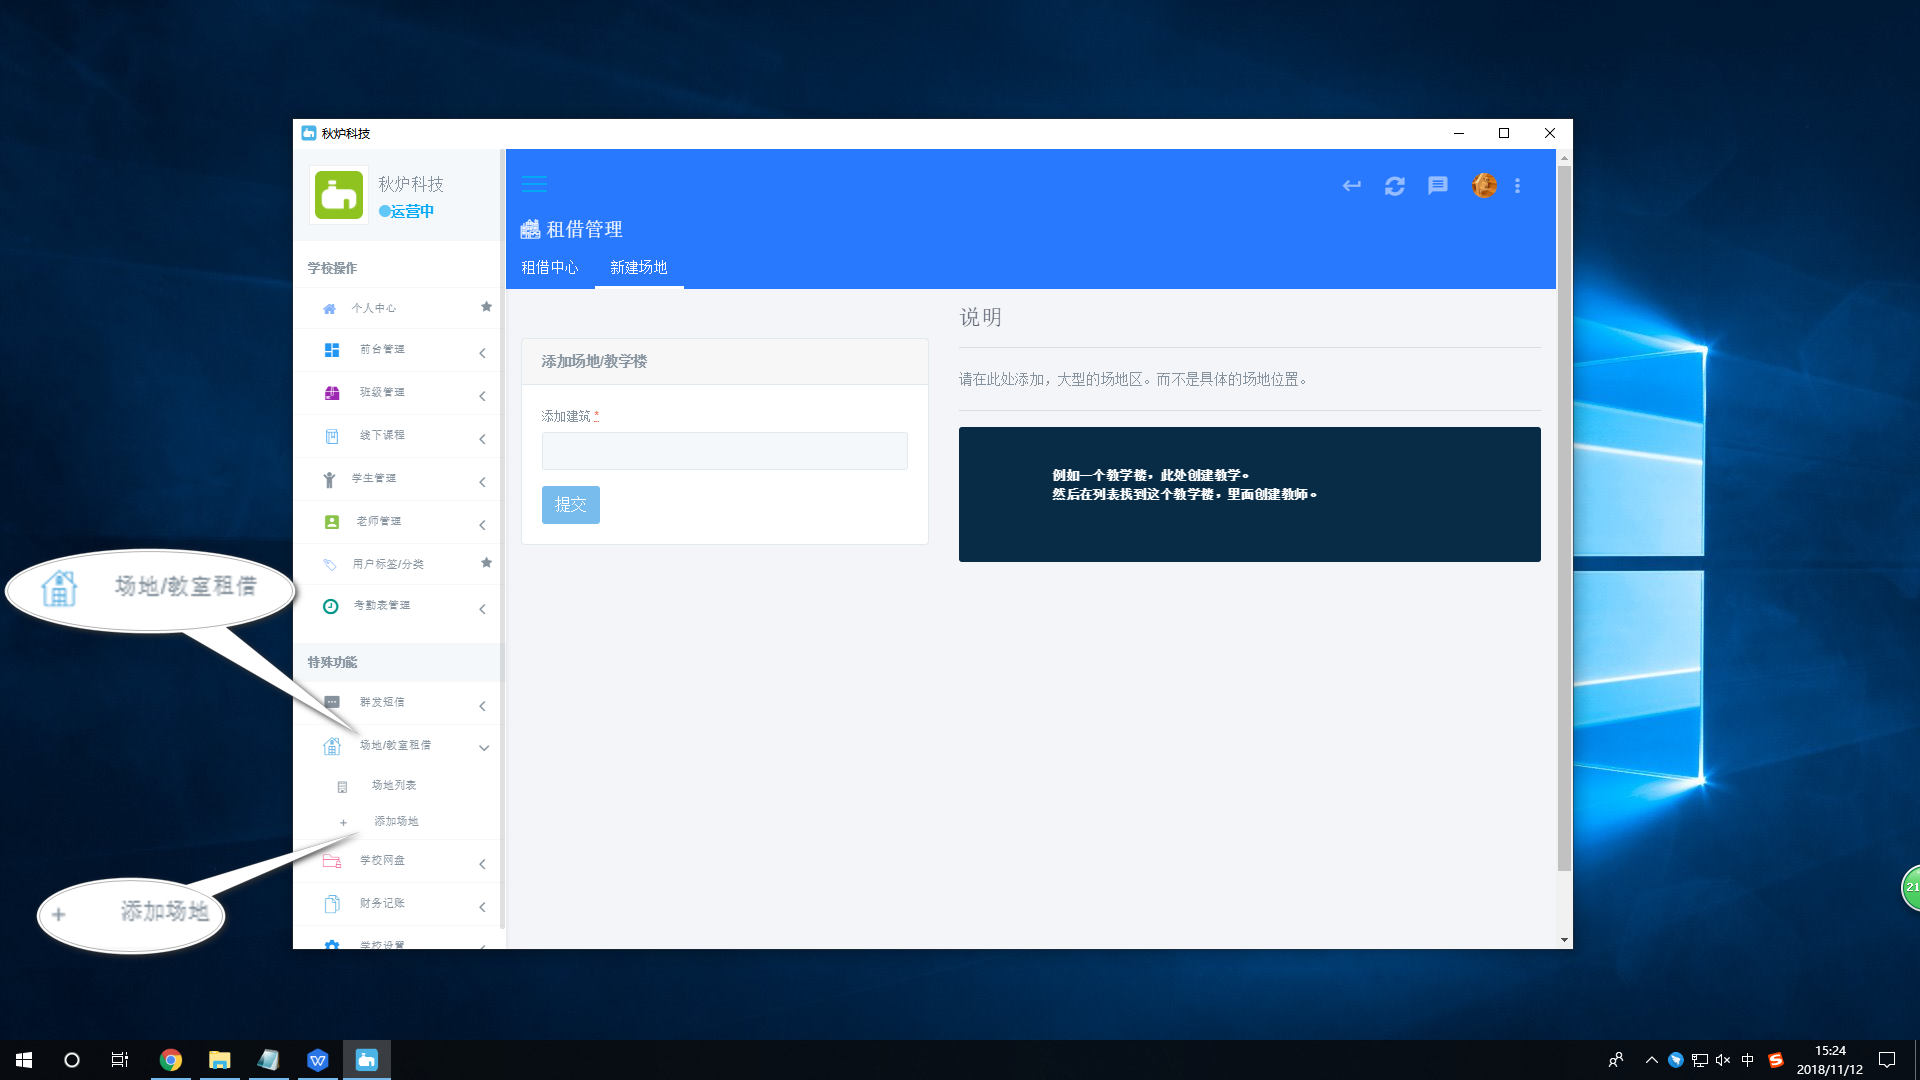 秋炉科技
秋炉科技
运营中
学校操作
个人中心
前台管理
班级管理
线下课程
学生管理
老师管理
用户标签/分类
考勤表管理
特殊功能
群发短信
场地/教室租借
场地列表
+ 添加场地
学校网盘
财务记账
学校设置
场地/教室租借
+ 添加场地
租借管理
租借中心 新建场地
添加场地/教学楼
添加建筑 *
提交
说明
请在此处添加，大型的场地区。而不是具体的场地位置。
例如一个教学楼，此处创建教学。
然后在列表找到这个教学楼，里面创建教师。
21
中
15:24
2018/11/12